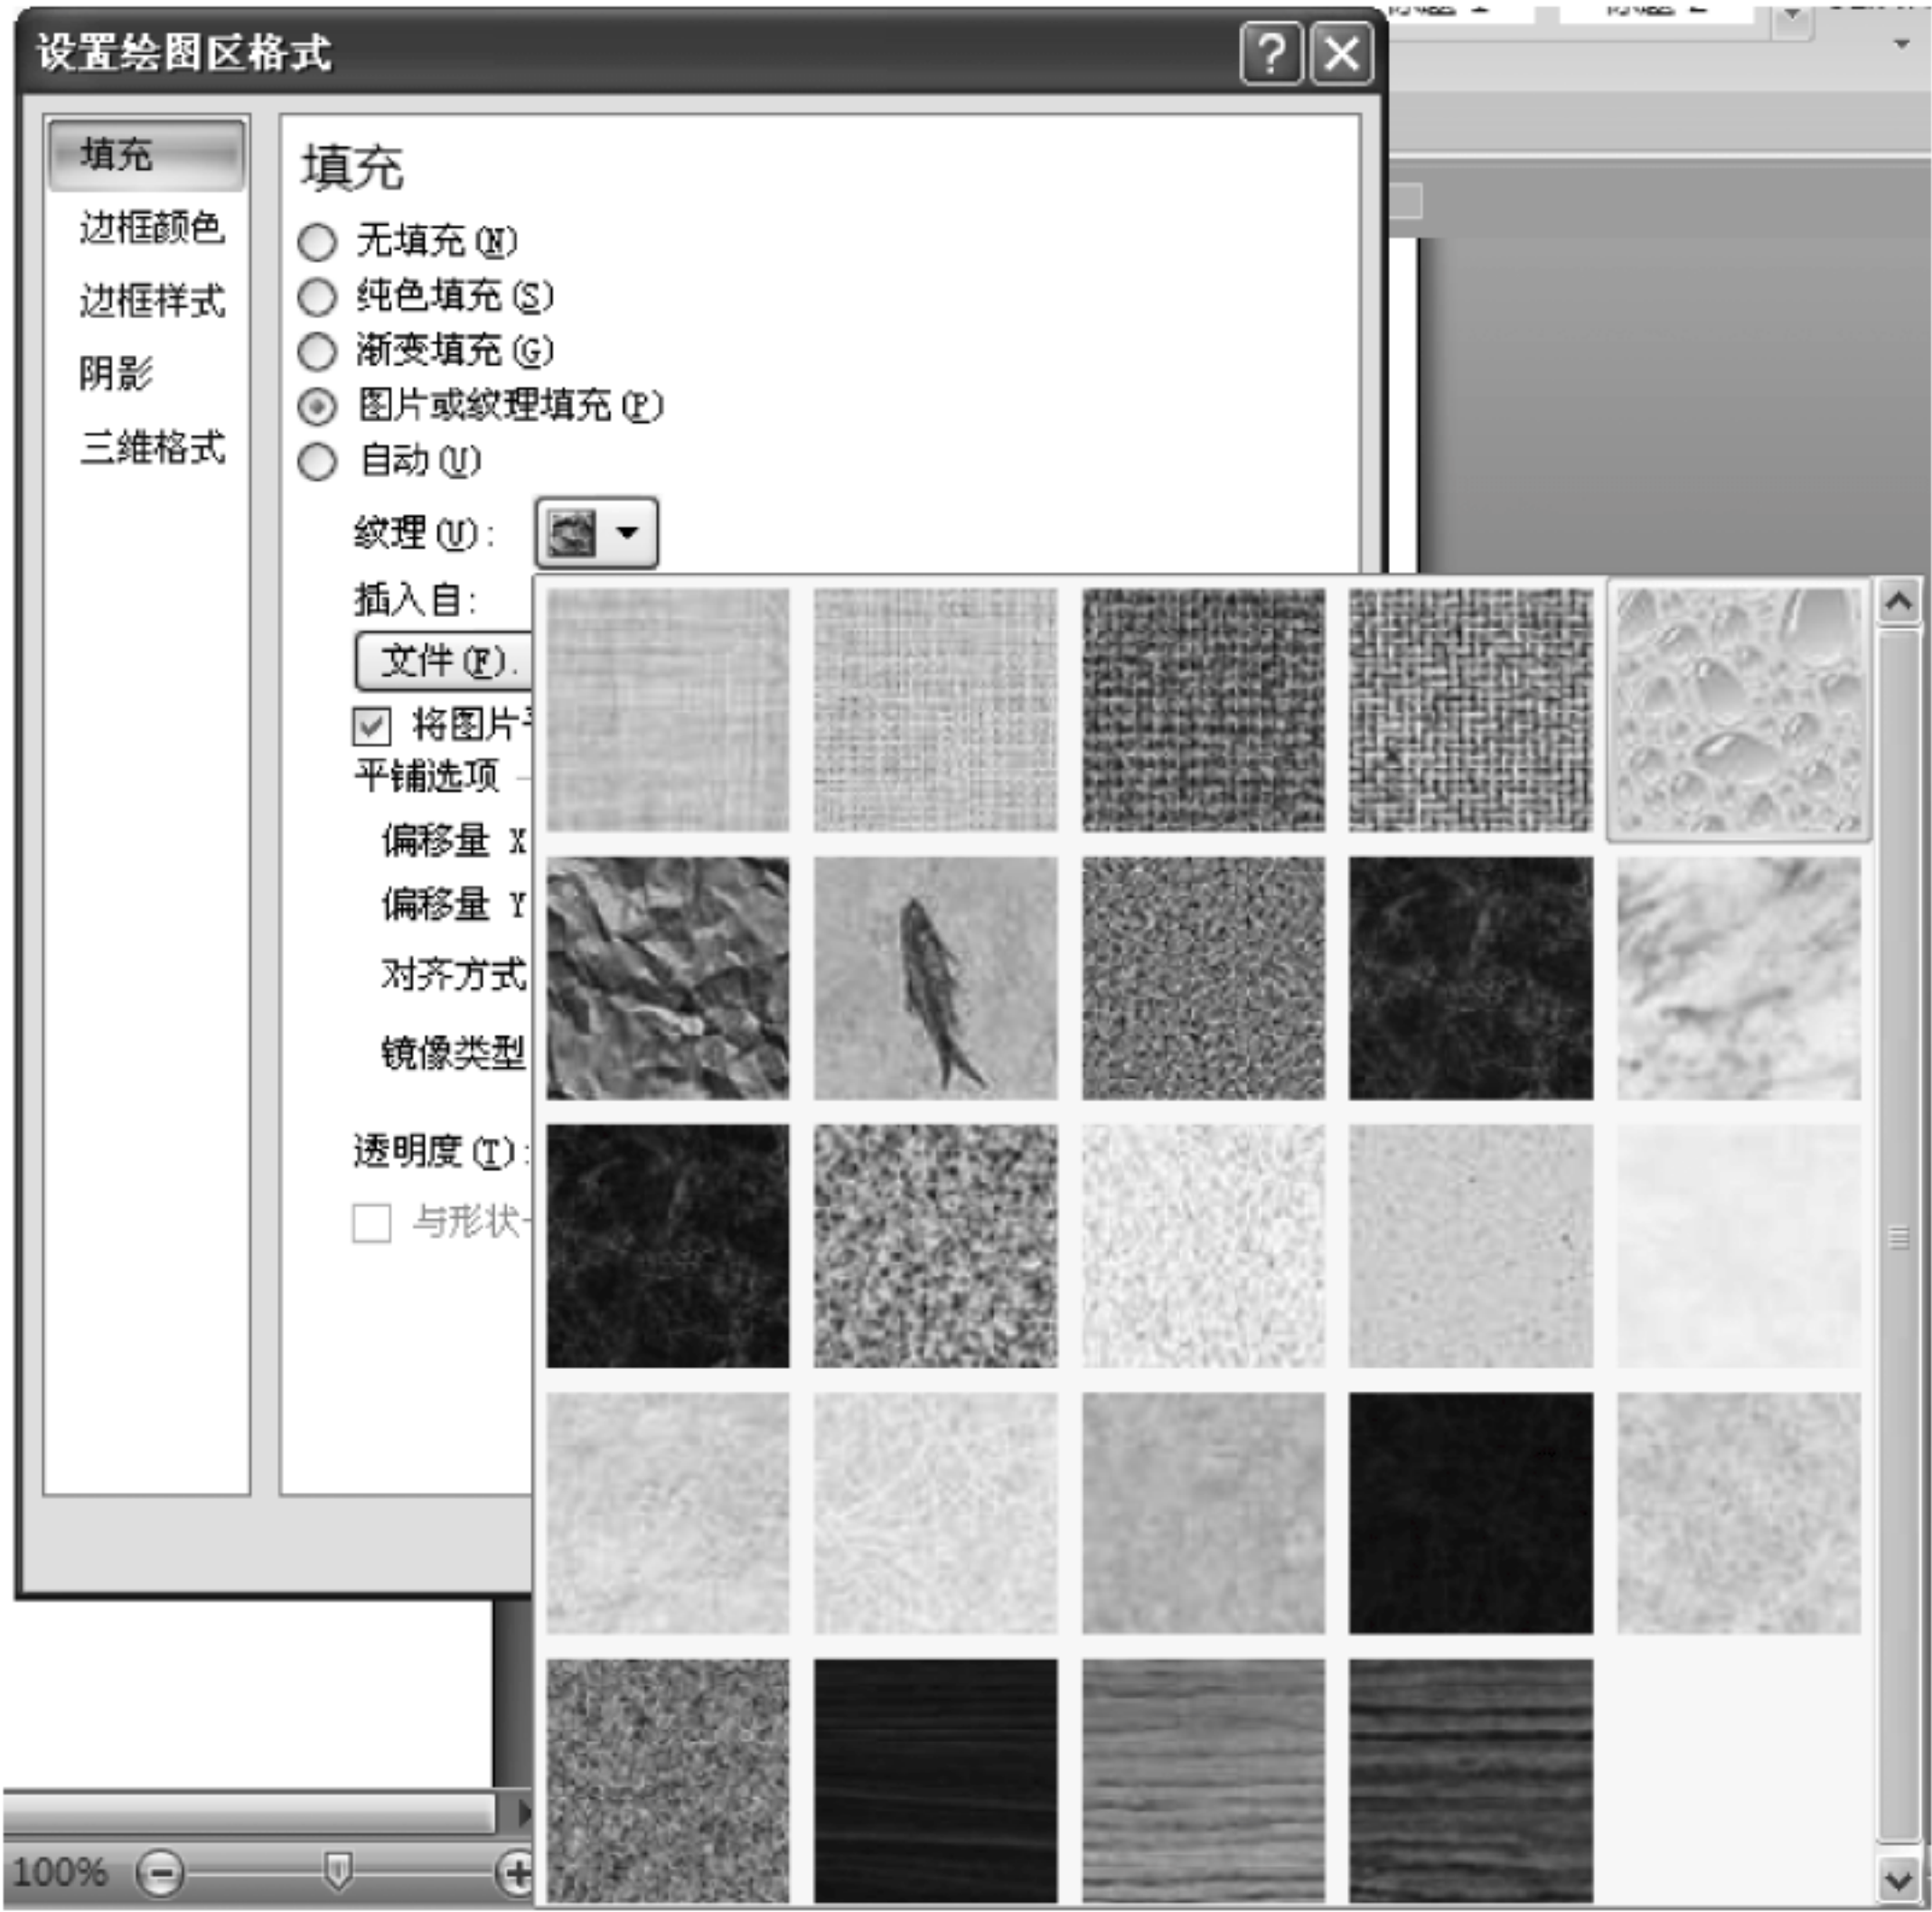 设置绘图区格式
填充
边框颜色
边框样式
阴影
三维格式
填充
无填充(N)
纯色填充(S)
渐变填充(G)
图片或纹理填充(P)
自动(U)
纹理(U):
插入自:
文件(F).
将图片
平铺选项
偏移量 X
偏移量 Y
对齐方式
镜像类型
透明度(T):
与形状
100%